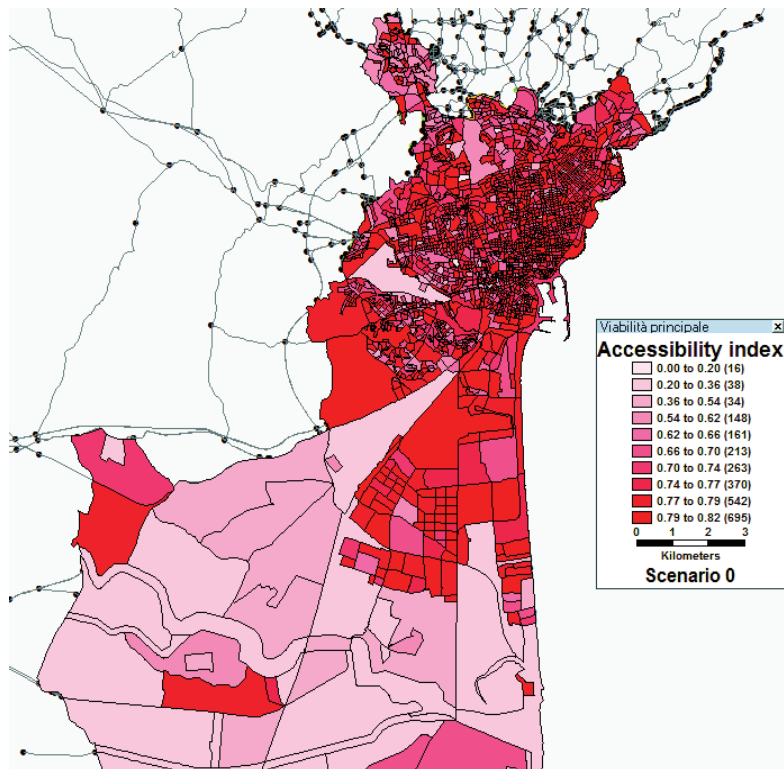 Viabilità principale x
Accessibility index
0.00 to 0.20 (16)
0.20 to 0.36 (38)
0.36 to 0.54 (34)
0.54 to 0.62 (148)
0.62 to 0.66 (161)
0.66 to 0.70 (213)
0.70 to 0.74 (263)
0.74 to 0.77 (370)
0.77 to 0.79 (542)
0.79 to 0.82 (695)
0 1 2 3
Kilometers
Scenario 0